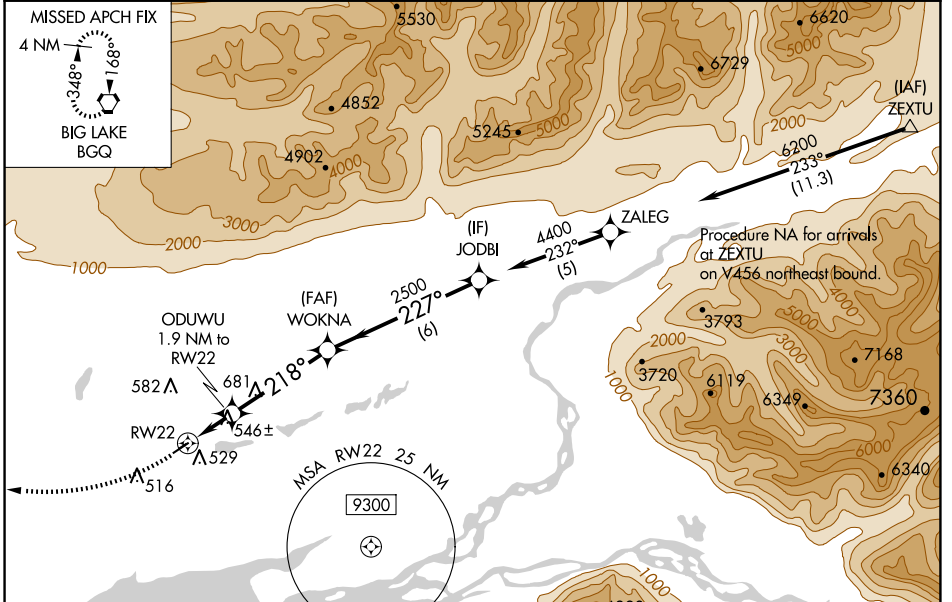 MISSED APCH FIX
4 NM
348°
168°
BIG LAKE
BGQ
5530
4852
4902
4000
3000
2000
1000
5245
5000
6729
6620
5000
2000
(IAF)
ZEXTU
6200
233°
(11.3)
ZALEG
4400
232°
(5)
(IF)
JODBI
2500
227°
(6)
(FAF)
WOKNA
218°
ODUWU
1.9 NM to
RW22
582
681
546±
RW22
529
516
Procedure NA for arrivals
at ZEXTU
on V456 northeast bound.
3793
4000
5000
3000
2000
1000
3720
6119
6349
7168
7360
6000
6340
MSA RW22 25 NM
9300
1000